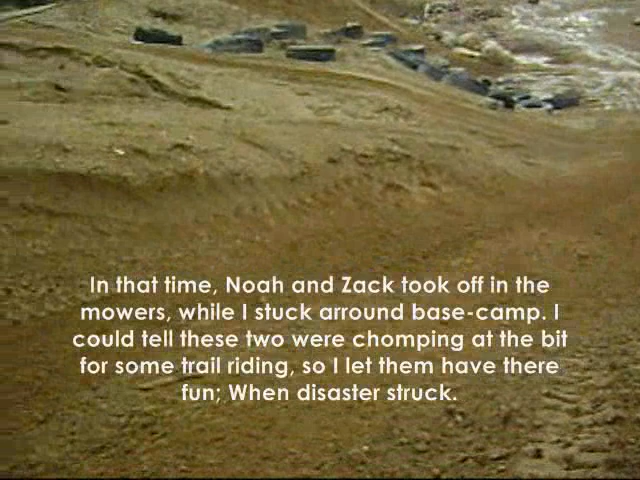 In that time, Noah and Zack took off in the
mowers, while I stuck arround base-camp. I
could tell these two were chomping at the bit
for some trail riding, so I let them have there
fun; When disaster struck.